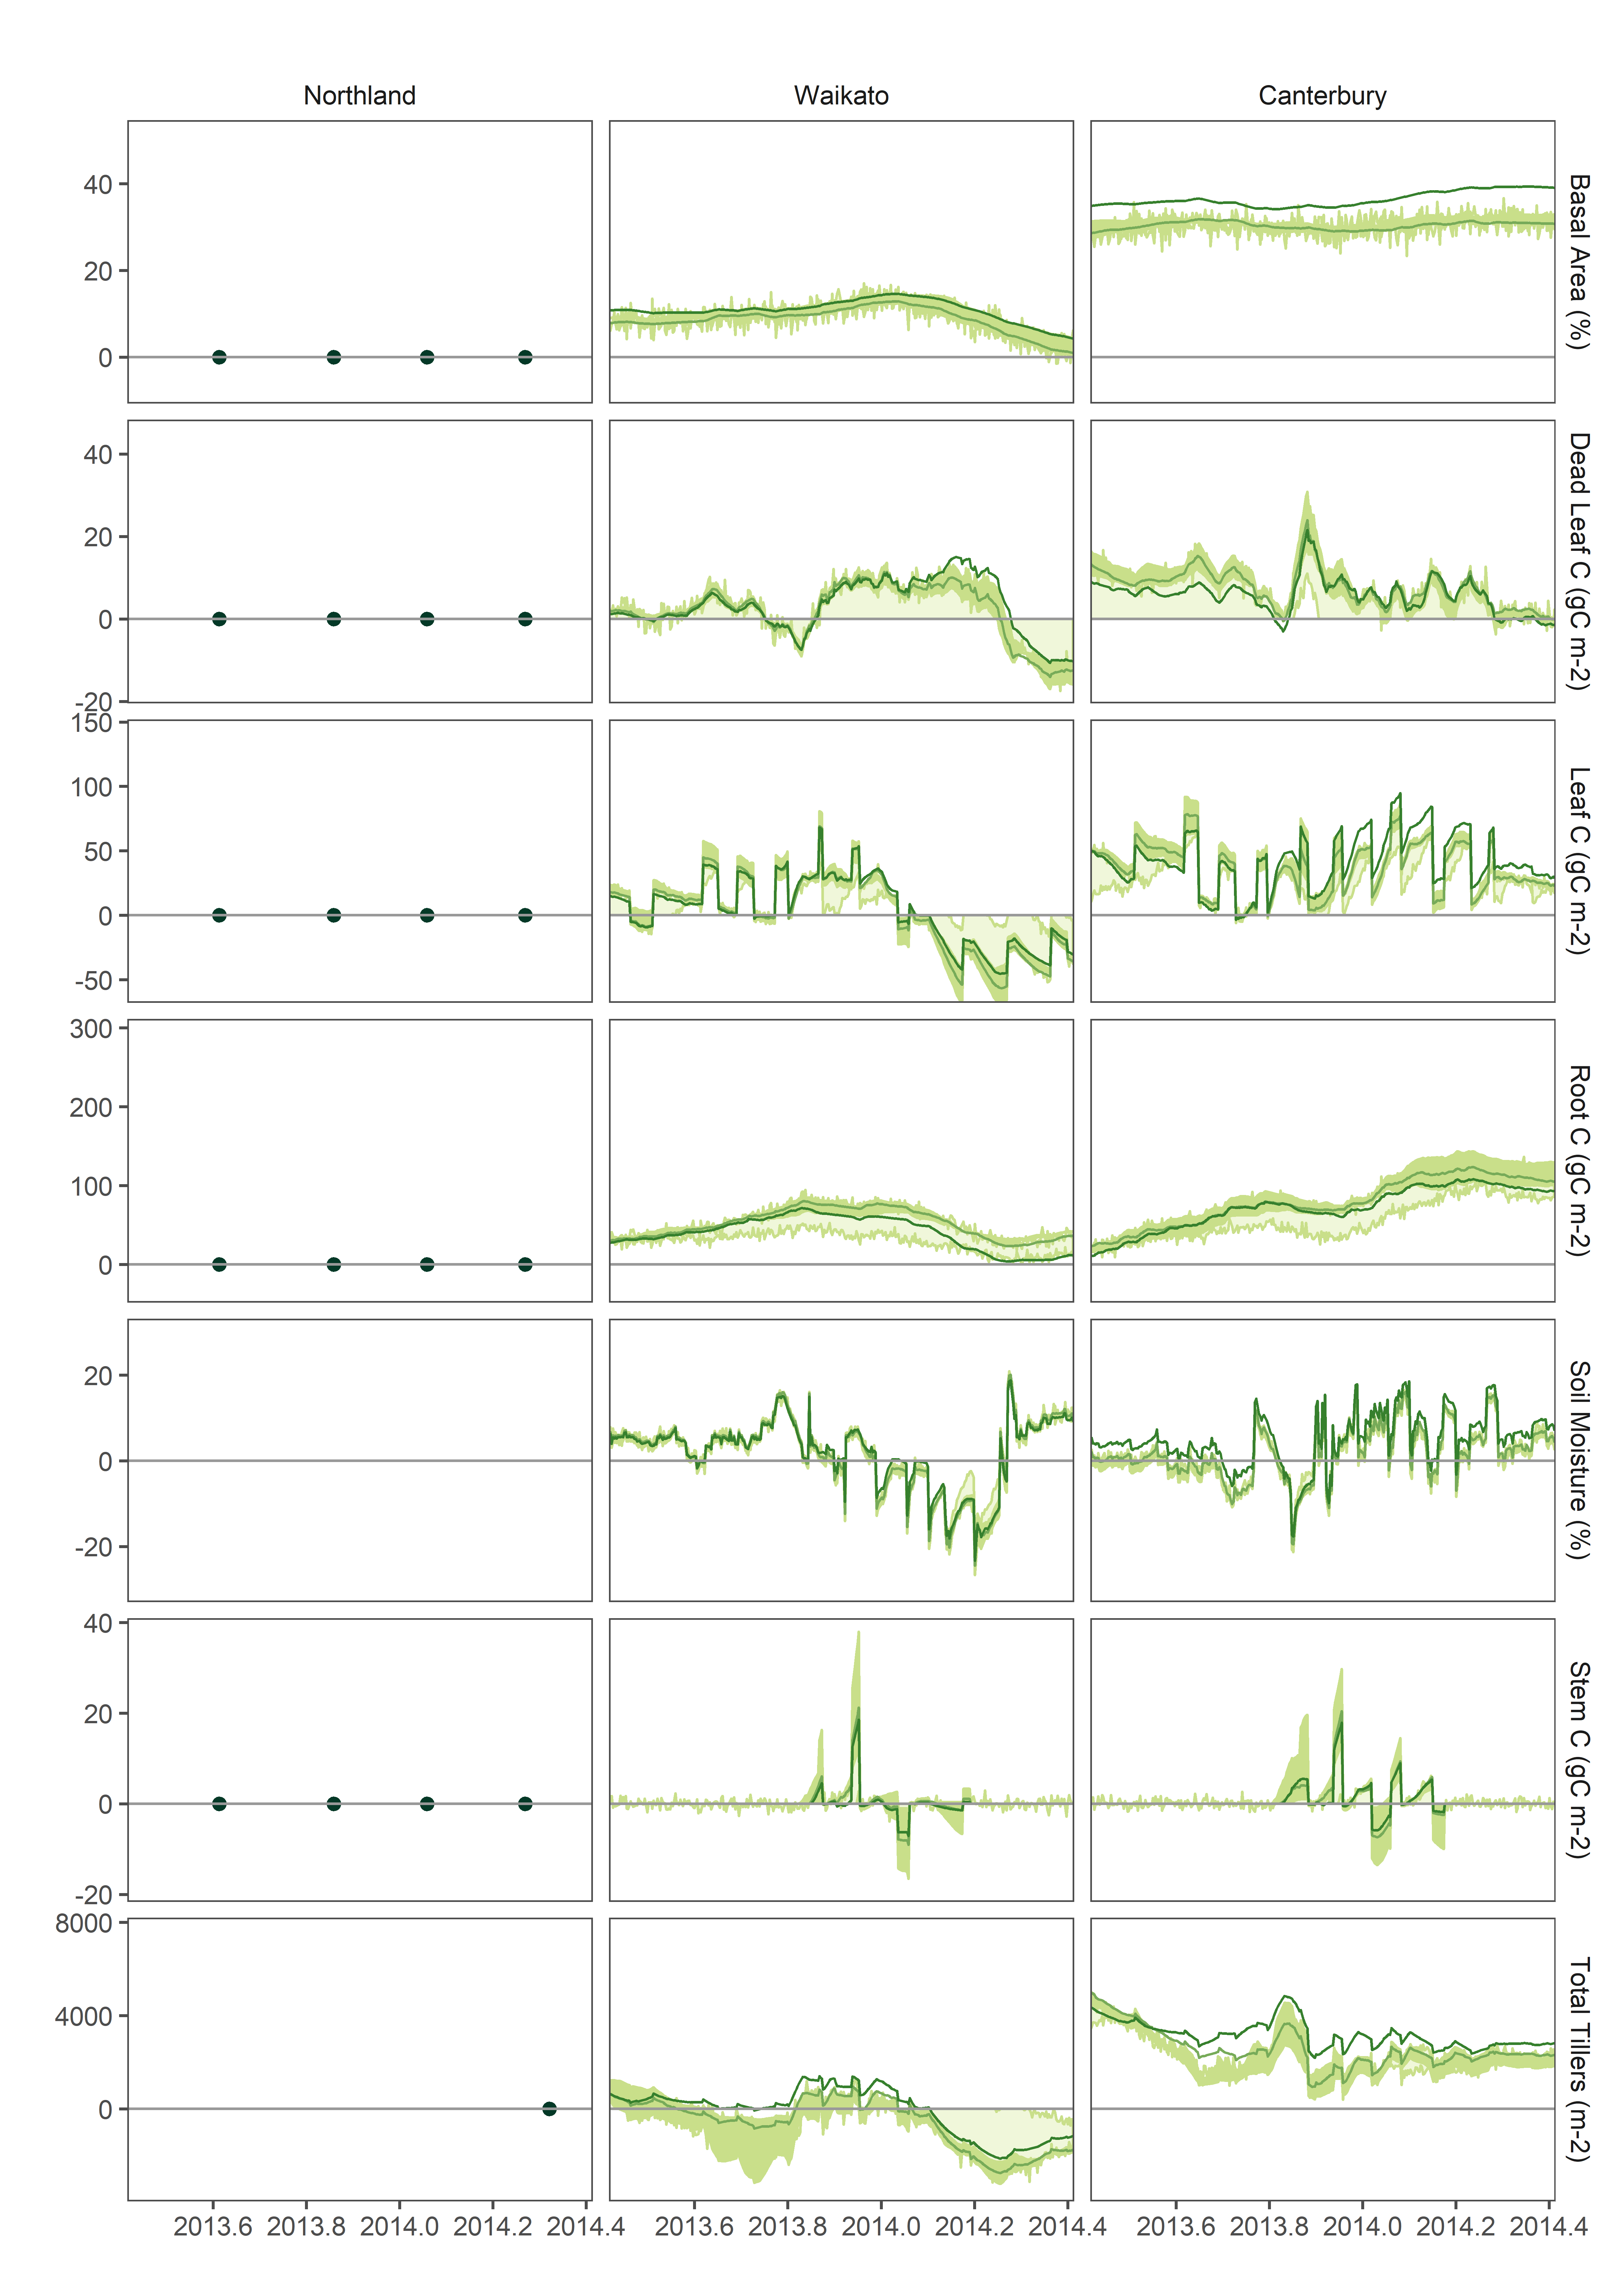 Northland Waikato Canterbury
40
20
0
Basal Area (%)
40
20
0
-20
Dead Leaf C (gC m-2)
150
100
50
0
-50
Leaf C (gC m-2)
300
200
100
0
Root C (gC m-2)
20
0
-20
Soil Moisture (%)
40
20
0
-20
Stem C (gC m-2)
8000
4000
0
Total Tillers (m-2)
2013.6 2013.8 2014.0 2014.2 2014.4 2013.6 2013.8 2014.0 2014.2 2014.4 2013.6 2013.8 2014.0 2014.2 2014.4